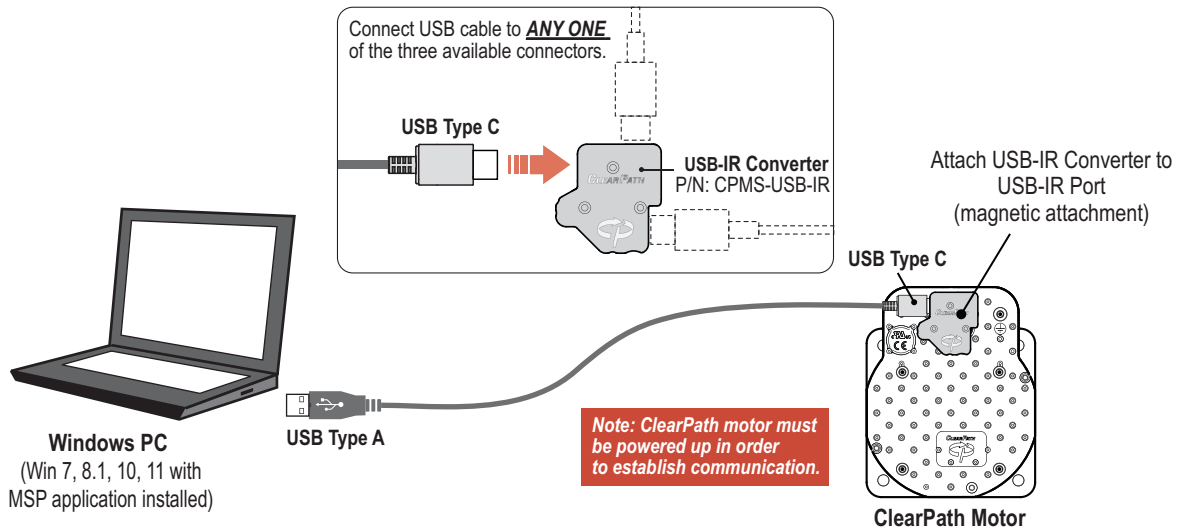 Connect USB cable to ANY ONE
of the three available connectors.
USB Type C
USB-IR Converter
P/N: CPMS-USB-IR
CLEARPATH
Attach USB-IR Converter to
USB-IR Port
(magnetic attachment)
USB Type C
Windows PC
(Win 7, 8.1, 10, 11 with
MSP application installed)
USB Type A
Note: ClearPath motor must
be powered up in order
to establish communication.
CLEARPATH
ClearPath Motor